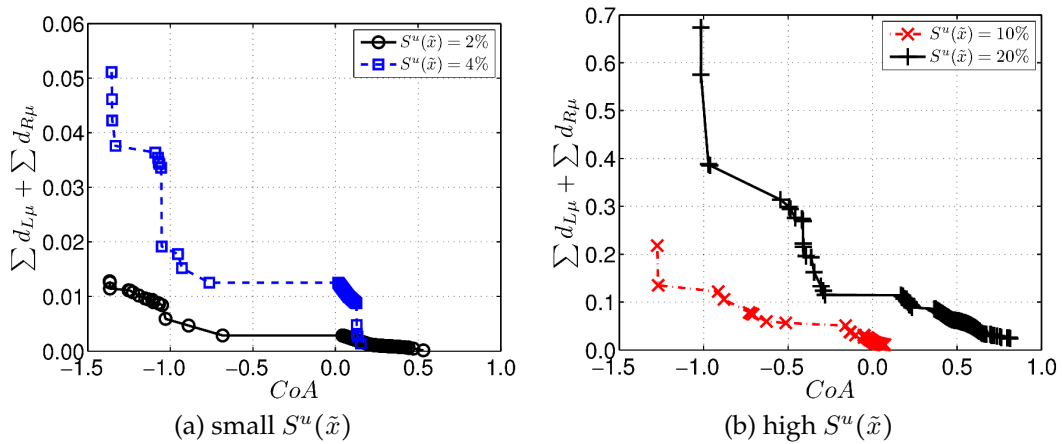 0.06
0.05
0.04
0.03
0.02
0.01
0.00
−1.5
−1.0
−0.5
0.0
0.5
1.0
∑ d_{Lμ} + ∑ d_{Rμ}
CoA
S^u(x̃) = 2%
S^u(x̃) = 4%
(a) small S^u(x̃)
0.7
0.6
0.5
0.4
0.3
0.2
0.1
0.0
−1.5
−1.0
−0.5
0.0
0.5
1.0
∑ d_{Lμ} + ∑ d_{Rμ}
CoA
S^u(x̃) = 10%
S^u(x̃) = 20%
(b) high S^u(x̃)